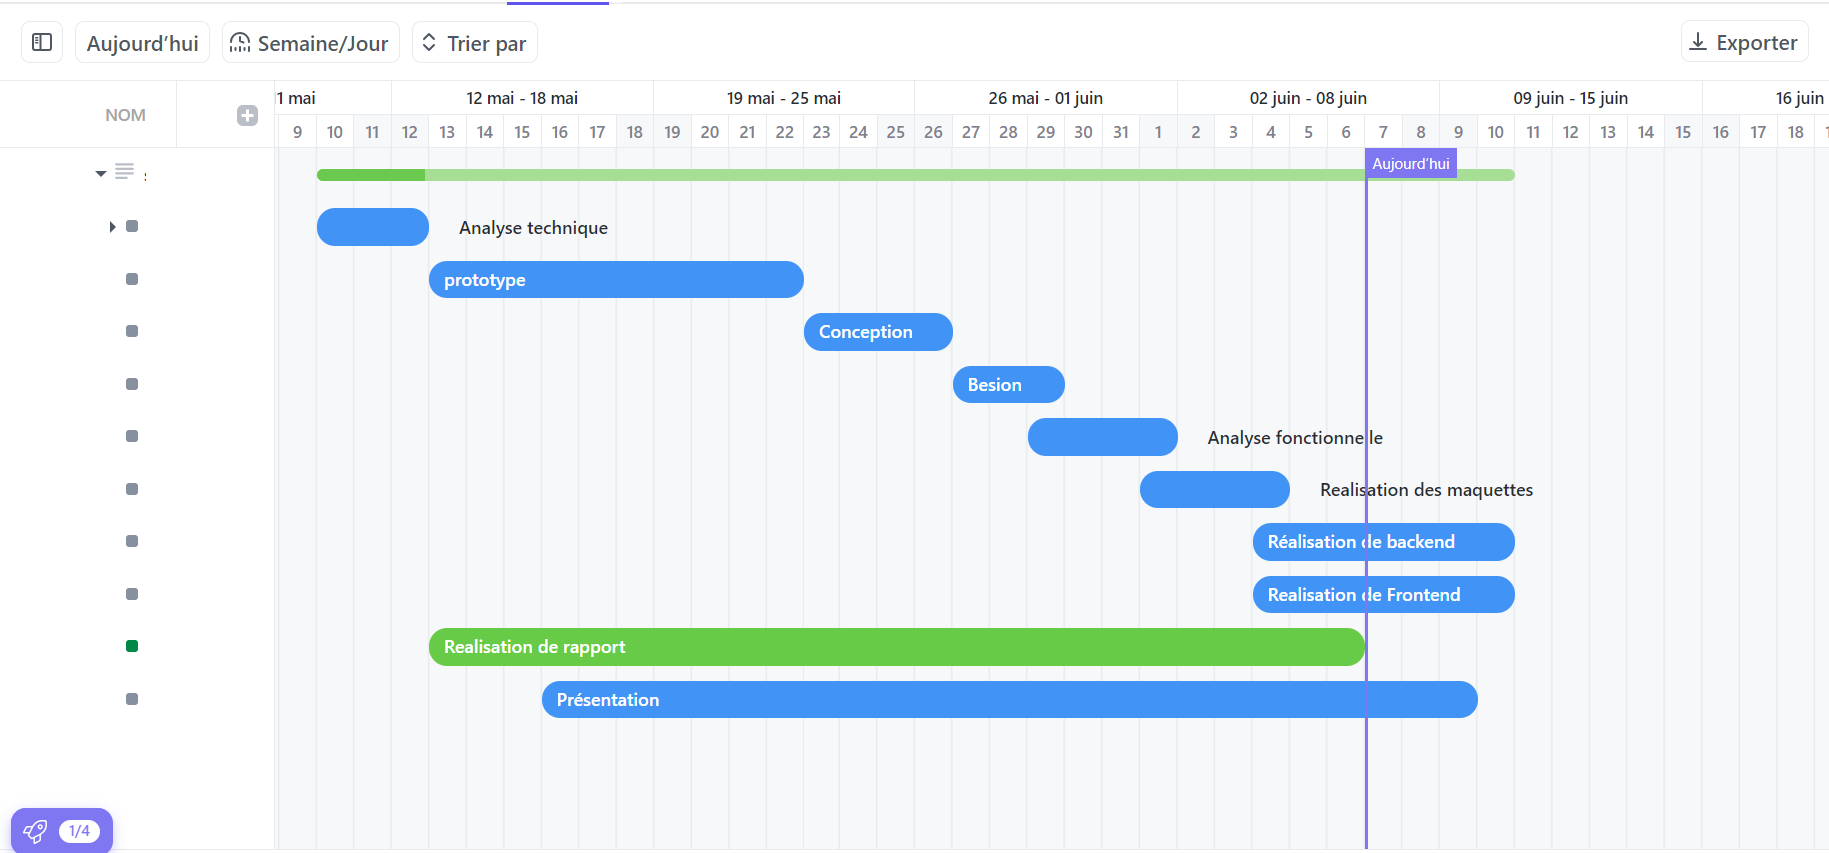 Aujourd’hui Semaine/Jour Trier par Exporter
1 mai 12 mai - 18 mai 19 mai - 25 mai 26 mai - 01 juin 02 juin - 08 juin 09 juin - 15 juin 16 juin
NOM
9 10 11 12 13 14 15 16 17 18 19 20 21 22 23 24 25 26 27 28 29 30 31 1 2 3 4 5 6 7 8 9 10 11 12 13 14 15 16 17 18
Aujourd’hui
Analyse technique
prototype
Conception
Besion
Analyse fonctionnelle
Realisation des maquettes
Réalisation de backend
Realisation de Frontend
Realisation de rapport
Présentation
1/4